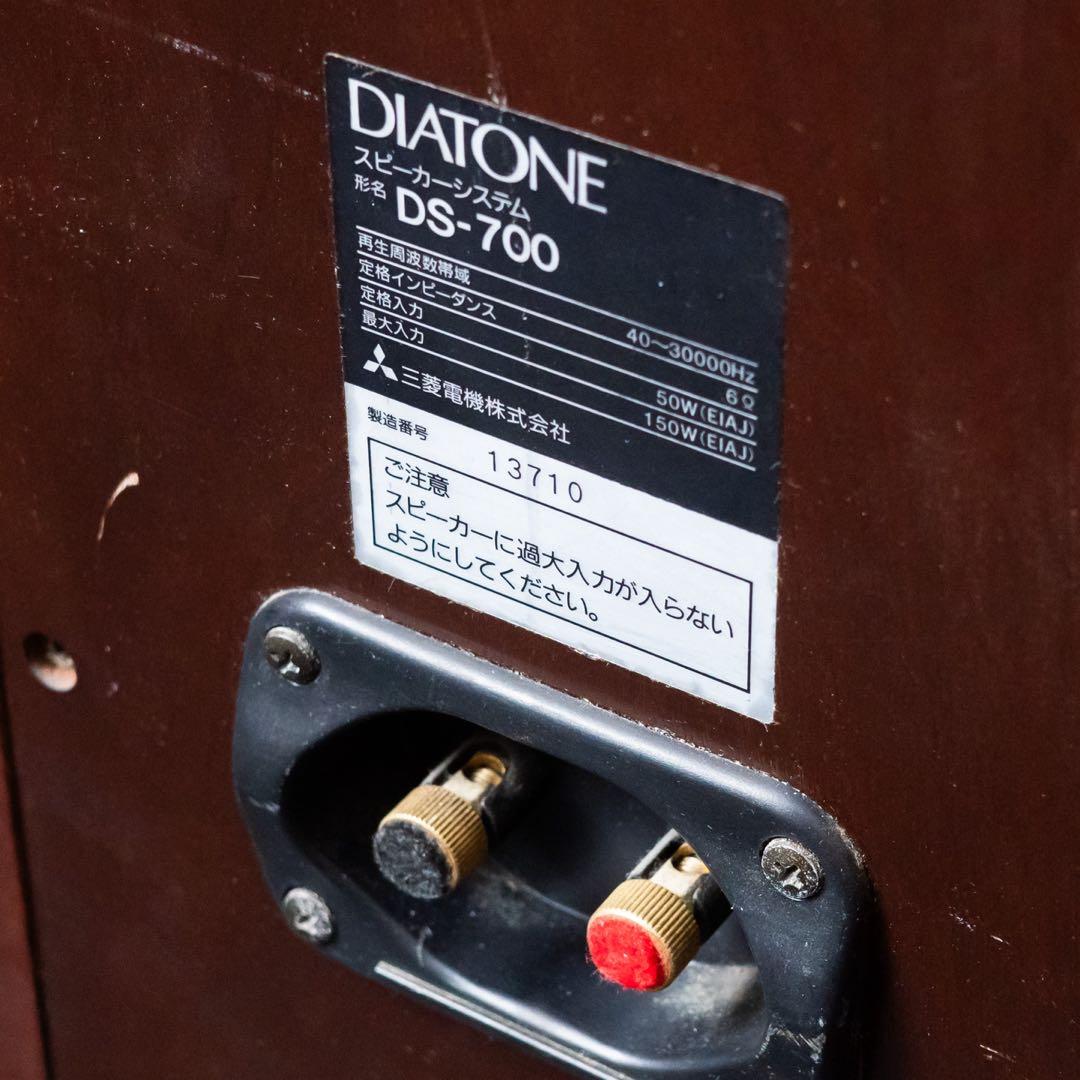 DIATONE
スピーカーシステム
形名 DS-700
再生周波数帯域 40～30000Hz
定格インピーダンス 6Ω
定格入力 50W(EIAJ)
最大入力 150W(EIAJ)
三菱電機株式会社
製造番号 13710
ご注意
スピーカーに過大入力が入らない
ようにしてください。